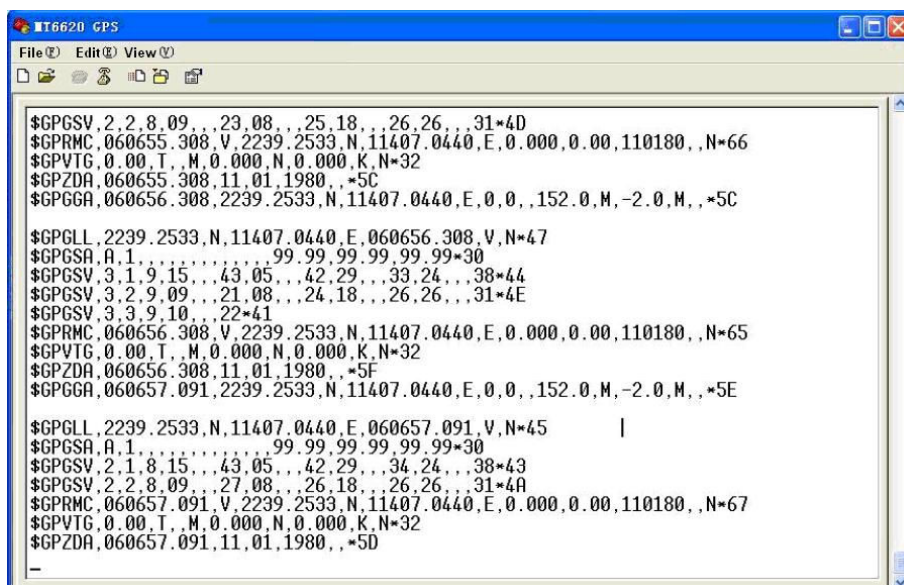 MT6620 GPS
File(F) Edit(E) View(V)
$GPGSV,2,2,8,09,,,23,08,,,25,18,,,26,26,,,31*4D
$GPRMC,060655.308,V,2239.2533,N,11407.0440,E,0.000,0.00,110180,,N*66
$GPVTG,0.00,T,,M,0.000,N,0.000,K,N*32
$GPZDA,060655.308,11,01,1980,,*5C
$GPGGA,060656.308,2239.2533,N,11407.0440,E,0,0,,152.0,M,-2.0,M,,*5C
$GPGLL,2239.2533,N,11407.0440,E,060656.308,V,N*47
$GPGSA,A,1,,,,,,,,,,,,,99.99,99.99,99.99*30
$GPGSV,3,1,9,15,,,43,05,,,42,29,,,33,24,,,38*44
$GPGSV,3,2,9,09,,,21,08,,,24,18,,,26,26,,,31*4E
$GPGSV,3,3,9,10,,,22*41
$GPRMC,060656.308,V,2239.2533,N,11407.0440,E,0.000,0.00,110180,,N*65
$GPVTG,0.00,T,,M,0.000,N,0.000,K,N*32
$GPZDA,060656.308,11,01,1980,,*5F
$GPGGA,060657.091,2239.2533,N,11407.0440,E,0,0,,152.0,M,-2.0,M,,*5E
$GPGLL,2239.2533,N,11407.0440,E,060657.091,V,N*45
$GPGSA,A,1,,,,,,,,,,,,,99.99,99.99,99.99*30
$GPGSV,2,1,8,15,,,43,05,,,42,29,,,34,24,,,38*43
$GPGSV,2,2,8,09,,,27,08,,,26,18,,,26,26,,,31*4A
$GPRMC,060657.091,V,2239.2533,N,11407.0440,E,0.000,0.00,110180,,N*67
$GPVTG,0.00,T,,M,0.000,N,0.000,K,N*32
$GPZDA,060657.091,11,01,1980,,*5D